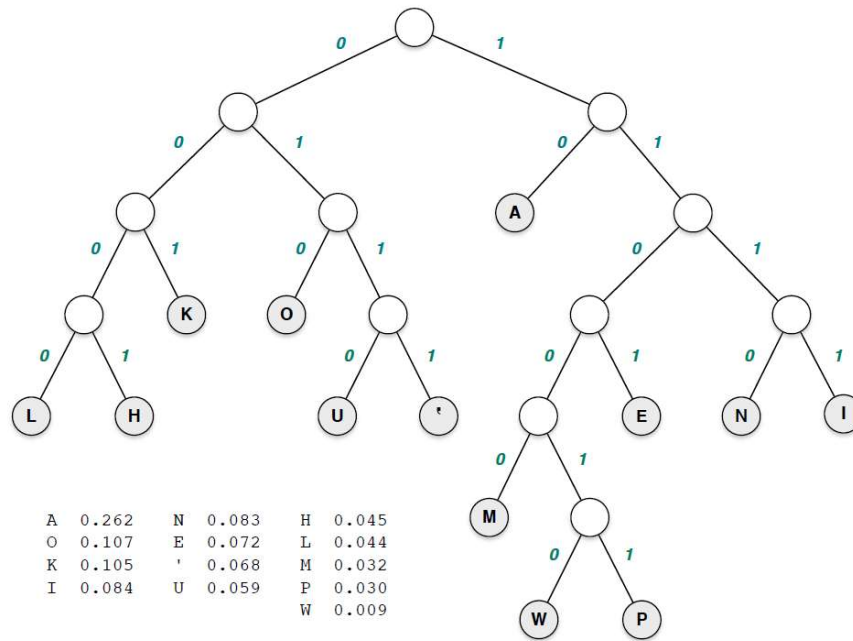 0 1
0 1 0 1
A
0 1 0 1 0 1
K O
0 1 0 1 0 1 0 1
L H U ' E N I
0 1
M
0 1
W P
A 0.262 N 0.083 H 0.045
O 0.107 E 0.072 L 0.044
K 0.105 ' 0.068 M 0.032
I 0.084 U 0.059 P 0.030
W 0.009